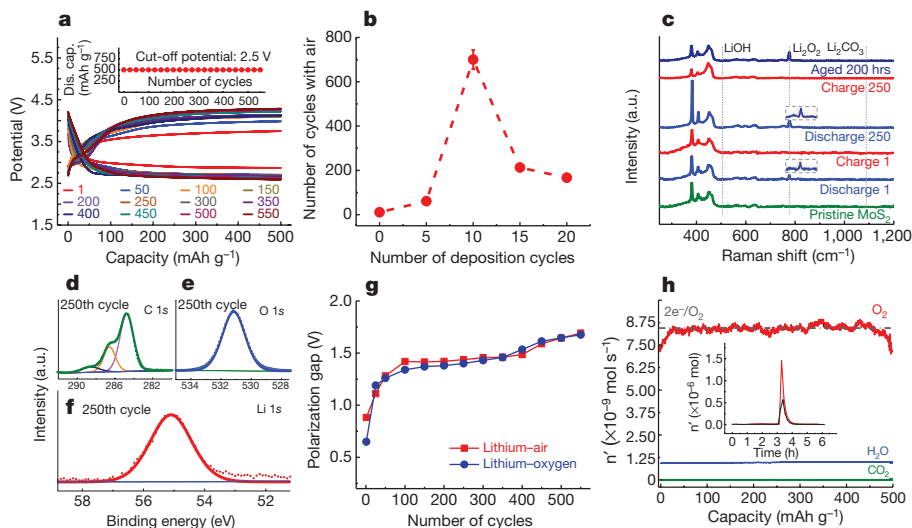 a
Potential (V)
5.5
4.5
3.5
2.5
1.5
Dis. cap.
(mAh g⁻¹)
750
500
250
0
Cut-off potential: 2.5 V
Number of cycles
0 100 200 300 400 500
1 50 100 150
200 250 300 350
400 450 500 550
0 100 200 300 400 500
Capacity (mAh g⁻¹)
b
Number of cycles with air
800
600
400
200
0
0 5 10 15 20
Number of deposition cycles
c
Intensity (a.u.)
LiOH
Li₂O₂ Li₂CO₃
Aged 200 hrs
Charge 250
Discharge 250
Charge 1
Discharge 1
Pristine MoS₂
400 600 800 1,000 1,200
Raman shift (cm⁻¹)
d
250th cycle
C 1s
290 286 282
e
250th cycle
O 1s
534 532 530 528
Intensity (a.u.)
f
250th cycle
Li 1s
58 56 54 52
Binding energy (eV)
g
Polarization gap (V)
2.0
1.5
1.0
0.5
0
Lithium–air
Lithium–oxygen
0 100 200 300 400 500
Number of cycles
h
n′ (×10⁻⁹ mol s⁻¹)
8.75
7.50
6.25
5.00
3.75
2.50
1.25
0
2e⁻/O₂
O₂
n′ (×10⁻⁶ mol)
1.5
1.0
0.5
0.0
0 1 2 3 4 5 6
Time (h)
H₂O
CO₂
0 100 200 300 400 500
Capacity (mAh g⁻¹)